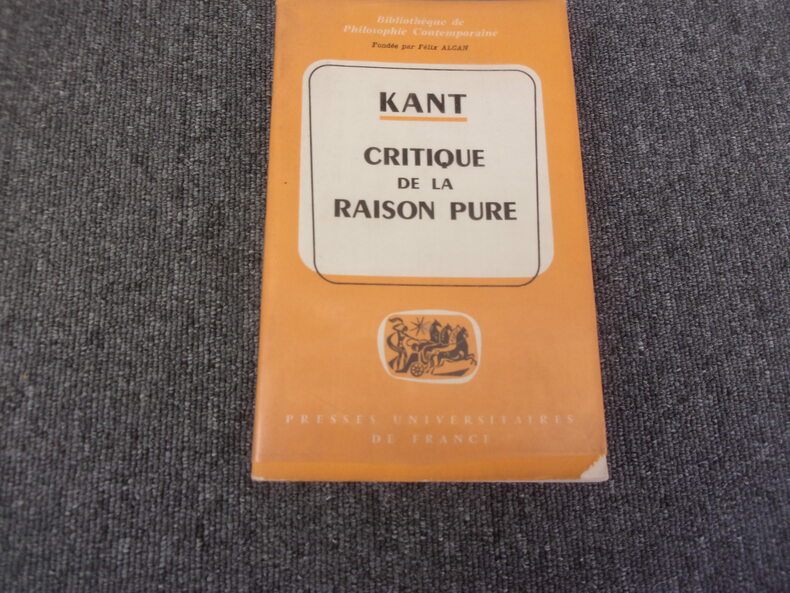 Bibliothèque de
Philosophie Contemporaine
Fondée par Félix ALCAN
KANT
CRITIQUE
DE LA
RAISON PURE
PRESSES UNIVERSITAIRES
DE FRANCE